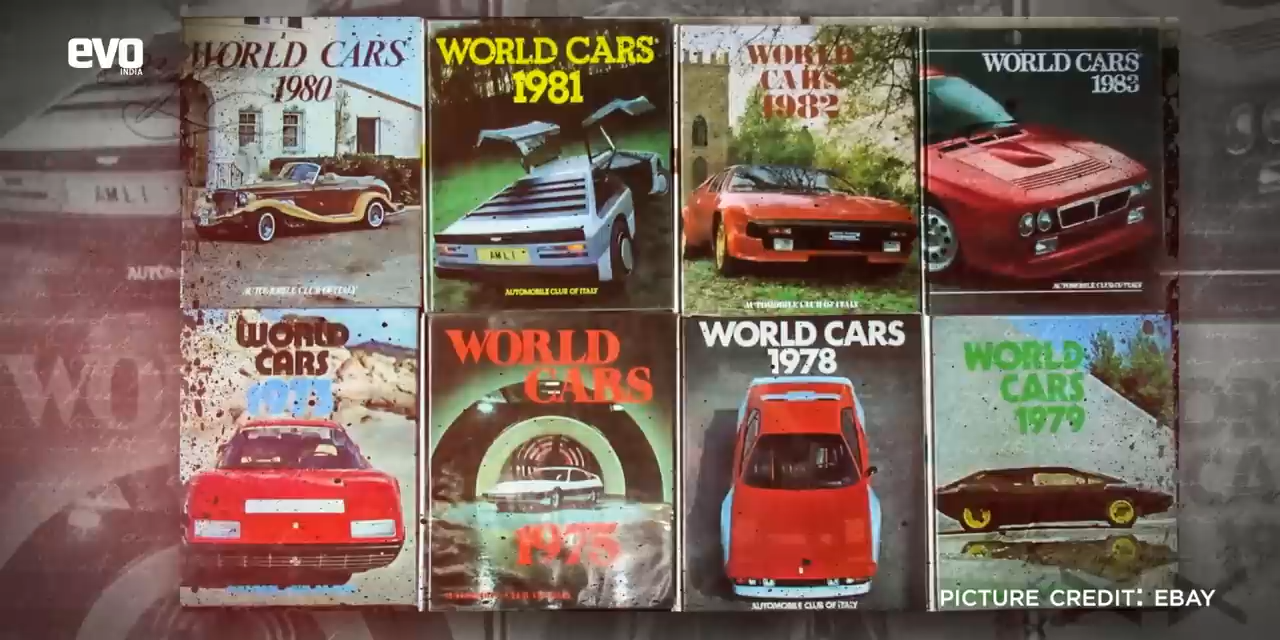 evo
INDIA
WORLD CARS
1980
AUTOMOBILE CLUB OF ITALY
WORLD CARS
1981
AM L 1
AUTOMOBILE CLUB OF ITALY
WORLD
CARS
1982
AUTOMOBILE CLUB OF ITALY
WORLD CARS
1983
AUTOMOBILE CLUB OF ITALY
WORLD
CARS
WORLD
CARS
1975
WORLD CARS
1978
AUTOMOBILE CLUB OF ITALY
WORLD
CARS
1979
PICTURE CREDIT: EBAY